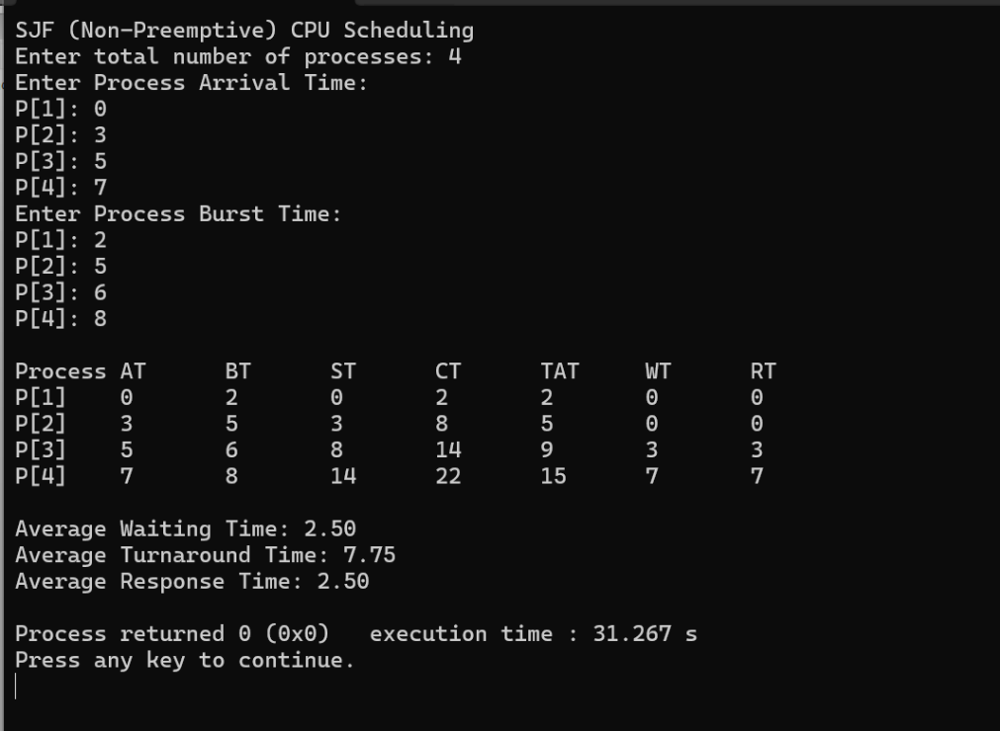 SJF (Non-Preemptive) CPU Scheduling
Enter total number of processes: 4
Enter Process Arrival Time:
P[1]: 0
P[2]: 3
P[3]: 5
P[4]: 7
Enter Process Burst Time:
P[1]: 2
P[2]: 5
P[3]: 6
P[4]: 8
Process AT BT ST CT TAT WT RT
P[1] 0 2 0 2 2 0 0
P[2] 3 5 3 8 5 0 0
P[3] 5 6 8 14 9 3 3
P[4] 7 8 14 22 15 7 7
Average Waiting Time: 2.50
Average Turnaround Time: 7.75
Average Response Time: 2.50
Process returned 0 (0x0) execution time : 31.267 s
Press any key to continue.